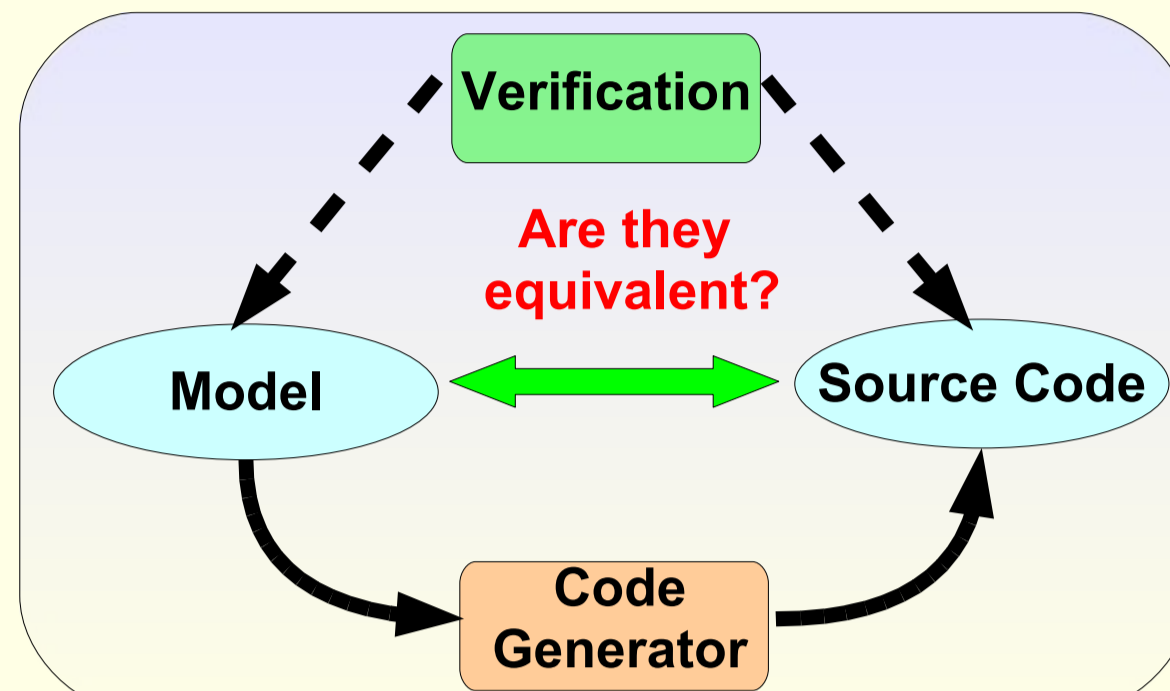 Verification
Are they
equivalent?
Model
Source Code
Code
Generator